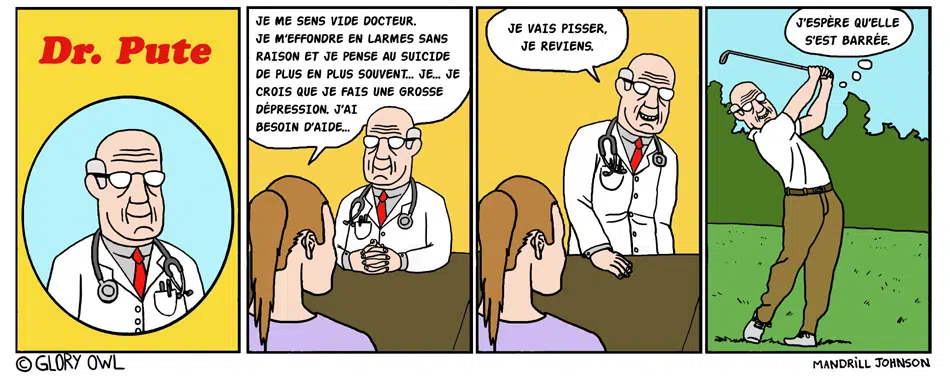 Dr. Pute
JE ME SENS VIDE DOCTEUR.
JE M'EFFONDRE EN LARMES SANS
RAISON ET JE PENSE AU SUICIDE
DE PLUS EN PLUS SOUVENT... JE... JE
CROIS QUE JE FAIS UNE GROSSE
DÉPRESSION. J'AI
BESOIN D'AIDE...
JE VAIS PISSER,
JE REVIENS.
J'ESPÈRE QU'ELLE
S'EST BARRÉE.
© GLORY OWL
MANDRILL JOHNSON